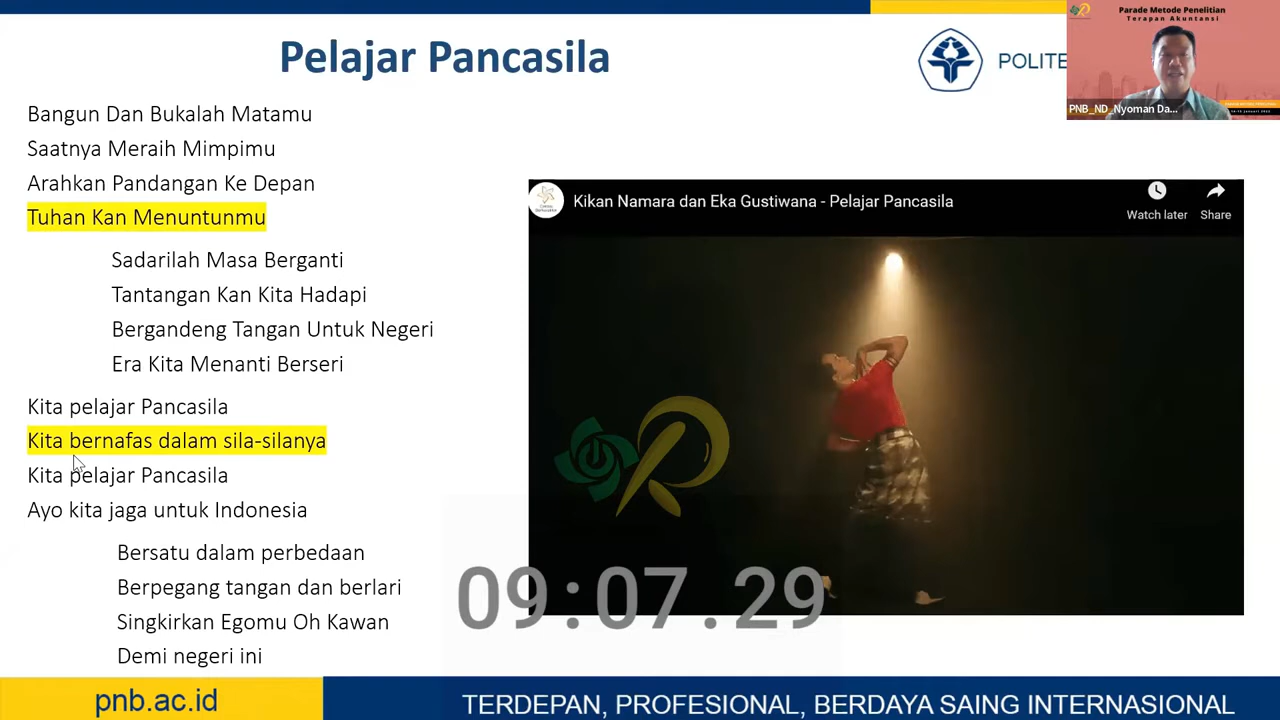 Pelajar Pancasila
POLITE
Parade Metode Penelitian
Terapan Akuntansi
PNB_ND_Nyoman Da...
Bangun Dan Bukalah Matamu
Saatnya Meraih Mimpimu
Arahkan Pandangan Ke Depan
Tuhan Kan Menuntunmu
Sadarilah Masa Berganti
Tantangan Kan Kita Hadapi
Bergandeng Tangan Untuk Negeri
Era Kita Menanti Berseri
Kita pelajar Pancasila
Kita bernafas dalam sila-silanya
Kita pelajar Pancasila
Ayo kita jaga untuk Indonesia
Bersatu dalam perbedaan
Berpegang tangan dan berlari
Singkirkan Egomu Oh Kawan
Demi negeri ini
Kikan Namara dan Eka Gustiwana - Pelajar Pancasila
Watch later
Share
09:07.29
pnb.ac.id
TERDEPAN, PROFESIONAL, BERDAYA SAING INTERNASIONAL